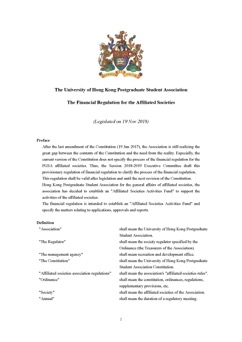 The University of Hong Kong Postgraduate Student Association
The Financial Regulation for the Affiliated Societies
(Legislated on 19 Nov 2018)
Preface
After the last amendment of the Constitution (19 Jun 2017), the Association is still realizing the
great gap between the contents of the Constitution and the need from the reality. Especially, the
current version of the Constitution does not specify the process of the financial regulation for the
PGSA affiliated societies. Thus, the Session 2018-2019 Executive Committee draft this
provisionary regulation of financial regulation to clarify the process of the financial regulation.
This regulation shall be valid after legislation and until the next revision of the Constitution.
Hong Kong Postgraduate Student Association for the general affairs of affiliated societies, the
association has decided to establish an "Affiliated Societies Activities Fund" to support the
activities of the affiliated societies.
The financial regulation is intended to establish an "Affiliated Societies Activities Fund" and
specify the matters relating to applications, approvals and reports.
Definition
"Association" shall mean the University of Hong Kong Postgraduate
Student Association.
"The Regulator" shall mean the society regulator specified by the
Ordinance (the Treasurer of the Association)
"The management agency" shall mean recreation and development office.
"The Constitution" shall mean the University of Hong Kong Postgraduate
Student Association Constitution.
"Affiliated societies association regulations" shall mean the association's "affiliated societies rules".
"Ordinance" shall mean the constitution, ordinances, regulations,
supplementary provisions, etc.
"Society" shall mean the affiliated societies of the Association.
"Annual" shall mean the duration of a regulatory meeting.
1